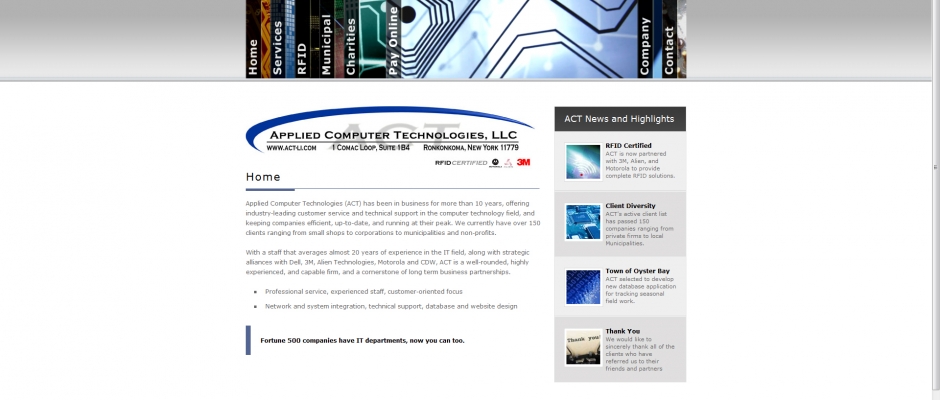 Home
Services
RFID
Municipal
Charities
Pay Online
Company
Contact
ACT
APPLIED COMPUTER TECHNOLOGIES, LLC
WWW.ACT-LI.COM 1 COMAC LOOP, SUITE 1B4 RONKONKOMA, NEW YORK 11779
RFIDCERTIFIED 3M
Home
Applied Computer Technologies (ACT) has been in business for more than 10 years, offering
industry-leading customer service and technical support in the computer technology field, and
keeping companies efficient, up-to-date, and running at their peak. We currently have over 150
clients ranging from small shops to corporations to municipalities and non-profits.
With a staff that averages almost 20 years of experience in the IT field, along with strategic
alliances with Dell, 3M, Alien Technologies, Motorola and CDW, ACT is a well-rounded, highly
experienced, and capable firm, and a cornerstone of long term business partnerships.
Professional service, experienced staff, customer-oriented focus
Network and system integration, technical support, database and website design
Fortune 500 companies have IT departments, now you can too.
ACT News and Highlights
RFID Certified
ACT is now partnered
with 3M, Alien, and
Motorola to provide
complete RFID solutions.
Client Diversity
ACT's active client list
has passed 150
companies ranging from
private firms to local
Municipalities.
Town of Oyster Bay
ACT selected to develop
new database application
for tracking seasonal
field work.
Thank you!
Thank You
We would like to
sincerely thank all of the
clients who have
referred us to their
friends and partners